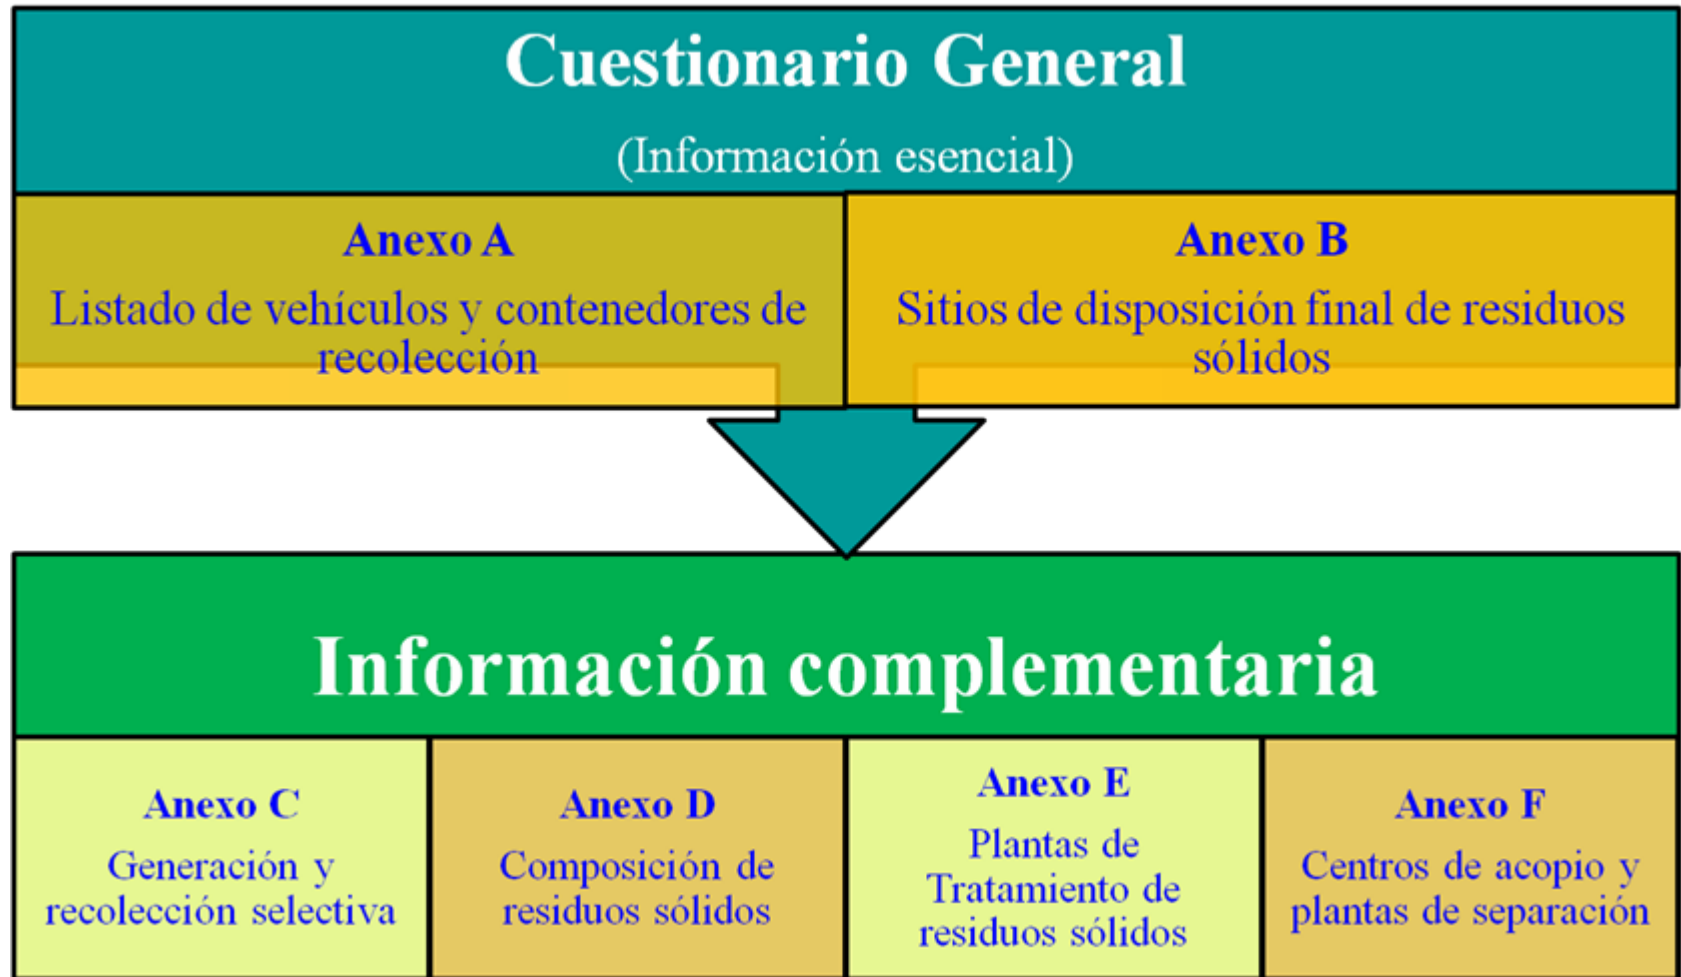 Cuestionario General
(Información esencial)
Anexo A
Listado de vehículos y contenedores de
recolección
Anexo B
Sitios de disposición final de residuos
sólidos
Información complementaria
Anexo C
Generación y
recolección selectiva
Anexo D
Composición de
residuos sólidos
Anexo E
Plantas de
Tratamiento de
residuos sólidos
Anexo F
Centros de acopio y
plantas de separación